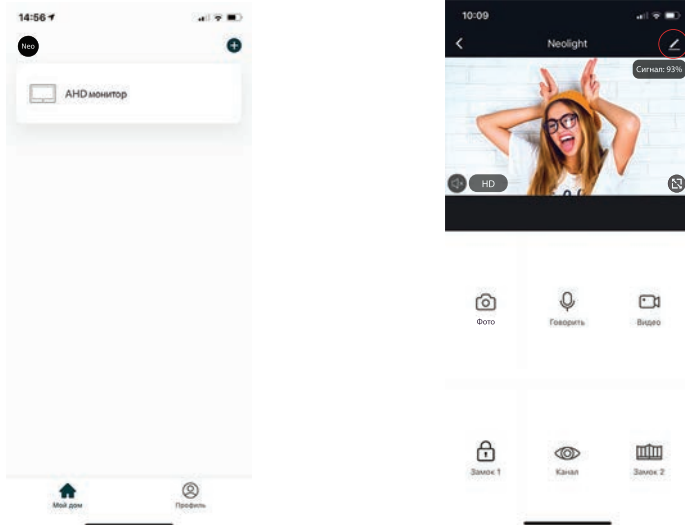 14:56
Neo
AHD монитор
Мой дом
Профиль
10:09
Neolight
Сигнал: 93%
HD
Фото
Говорить
Видео
Замок 1
Канал
Замок 2